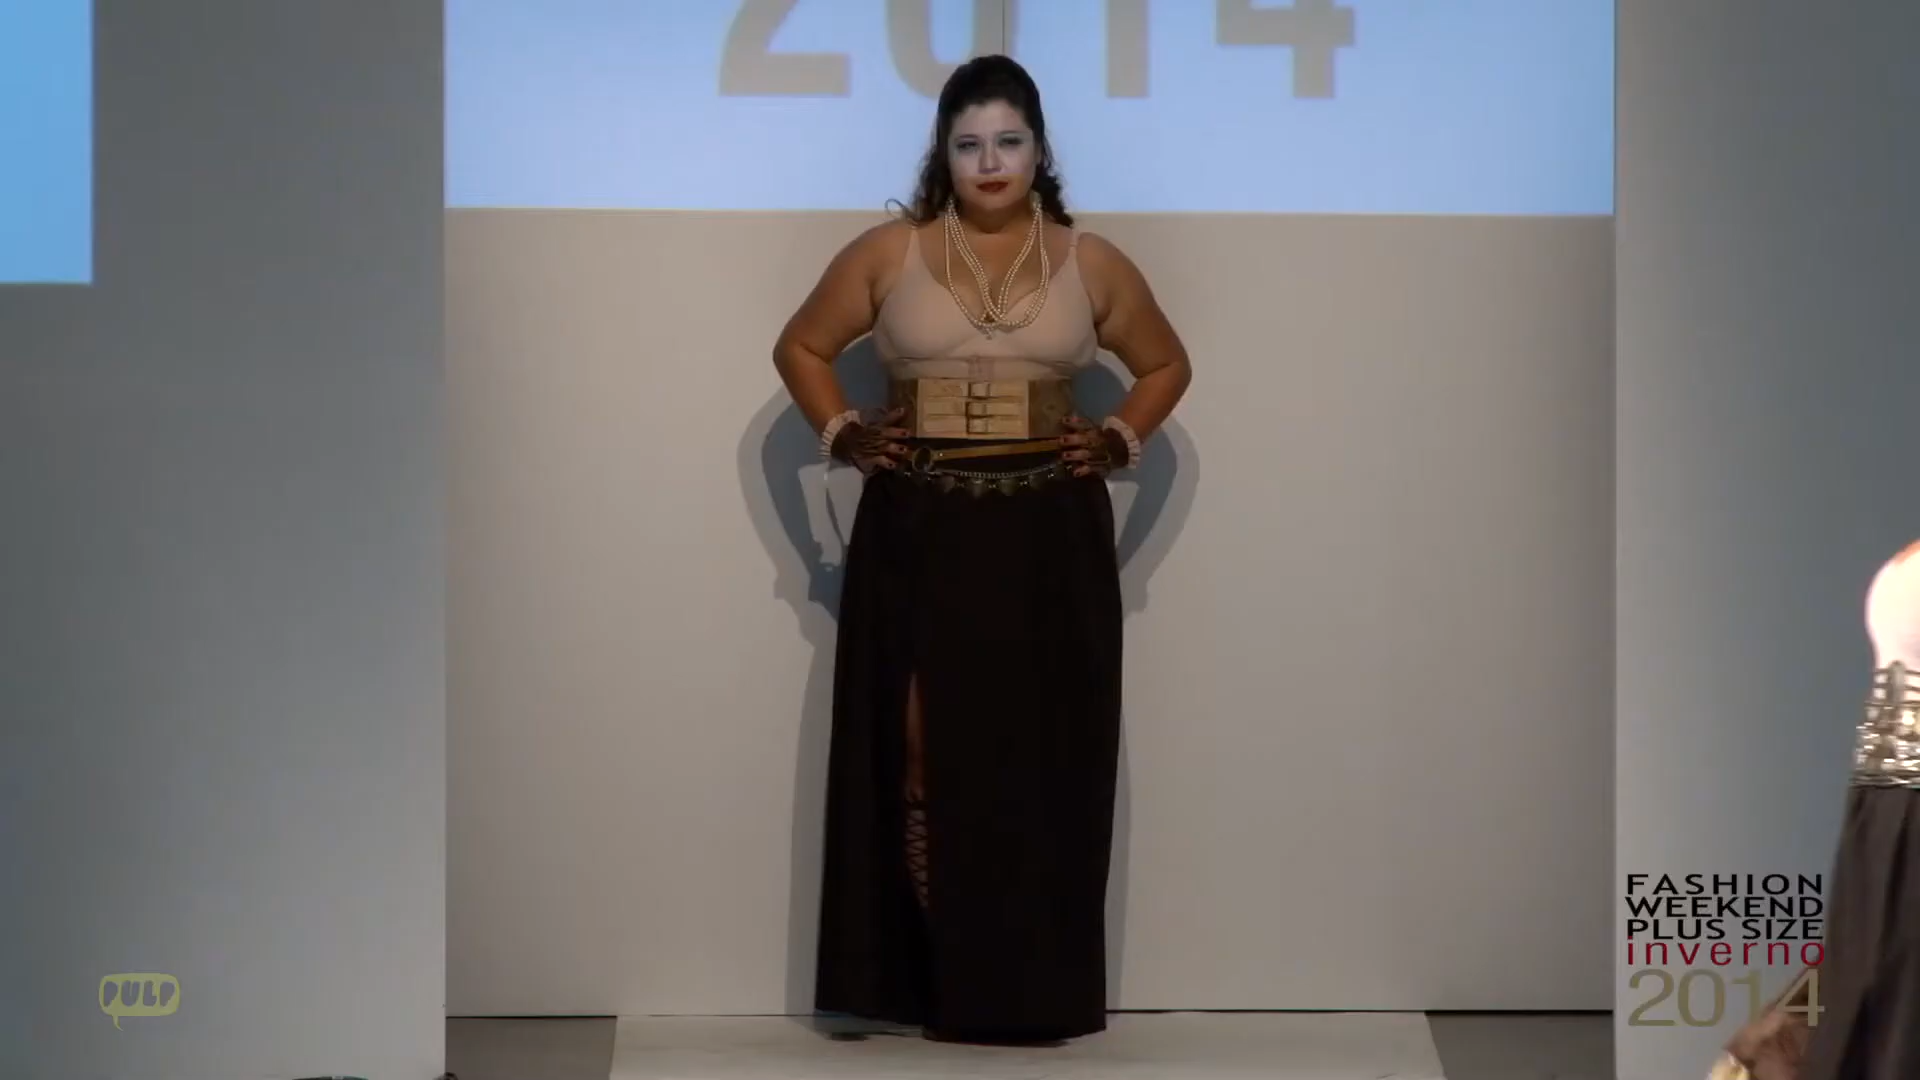 2014
FASHION
WEEKEND
PLUS SIZE
inverno
2014
PULP